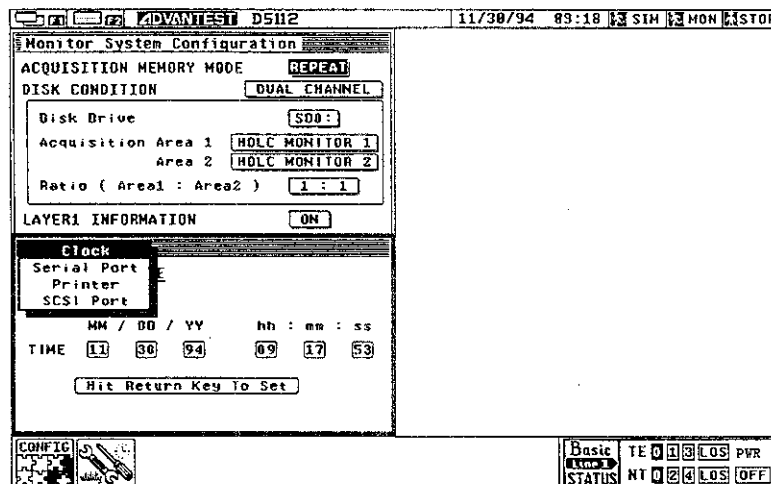 F1 F2 ADVANTEST D5112 11/30/94 09:18 SIM MON STOP
Monitor System Configuration
ACQUISITION MEMORY MODE REPEAT
DISK CONDITION DUAL CHANNEL
Disk Drive SD0:
Acquisition Area 1 HDLC MONITOR 1
Area 2 HDLC MONITOR 2
Ratio ( Area1 : Area2 ) 1 : 1
LAYER1 INFORMATION ON
Clock
Serial Port
Printer
SCSI Port
MM / DD / YY hh : mm : ss
TIME 11 30 94 09 17 53
Hit Return Key To Set
CONFIG
Basic TE 0 1 3 LOS PWR
Line 1
STATUS NT 0 2 4 LOS OFF